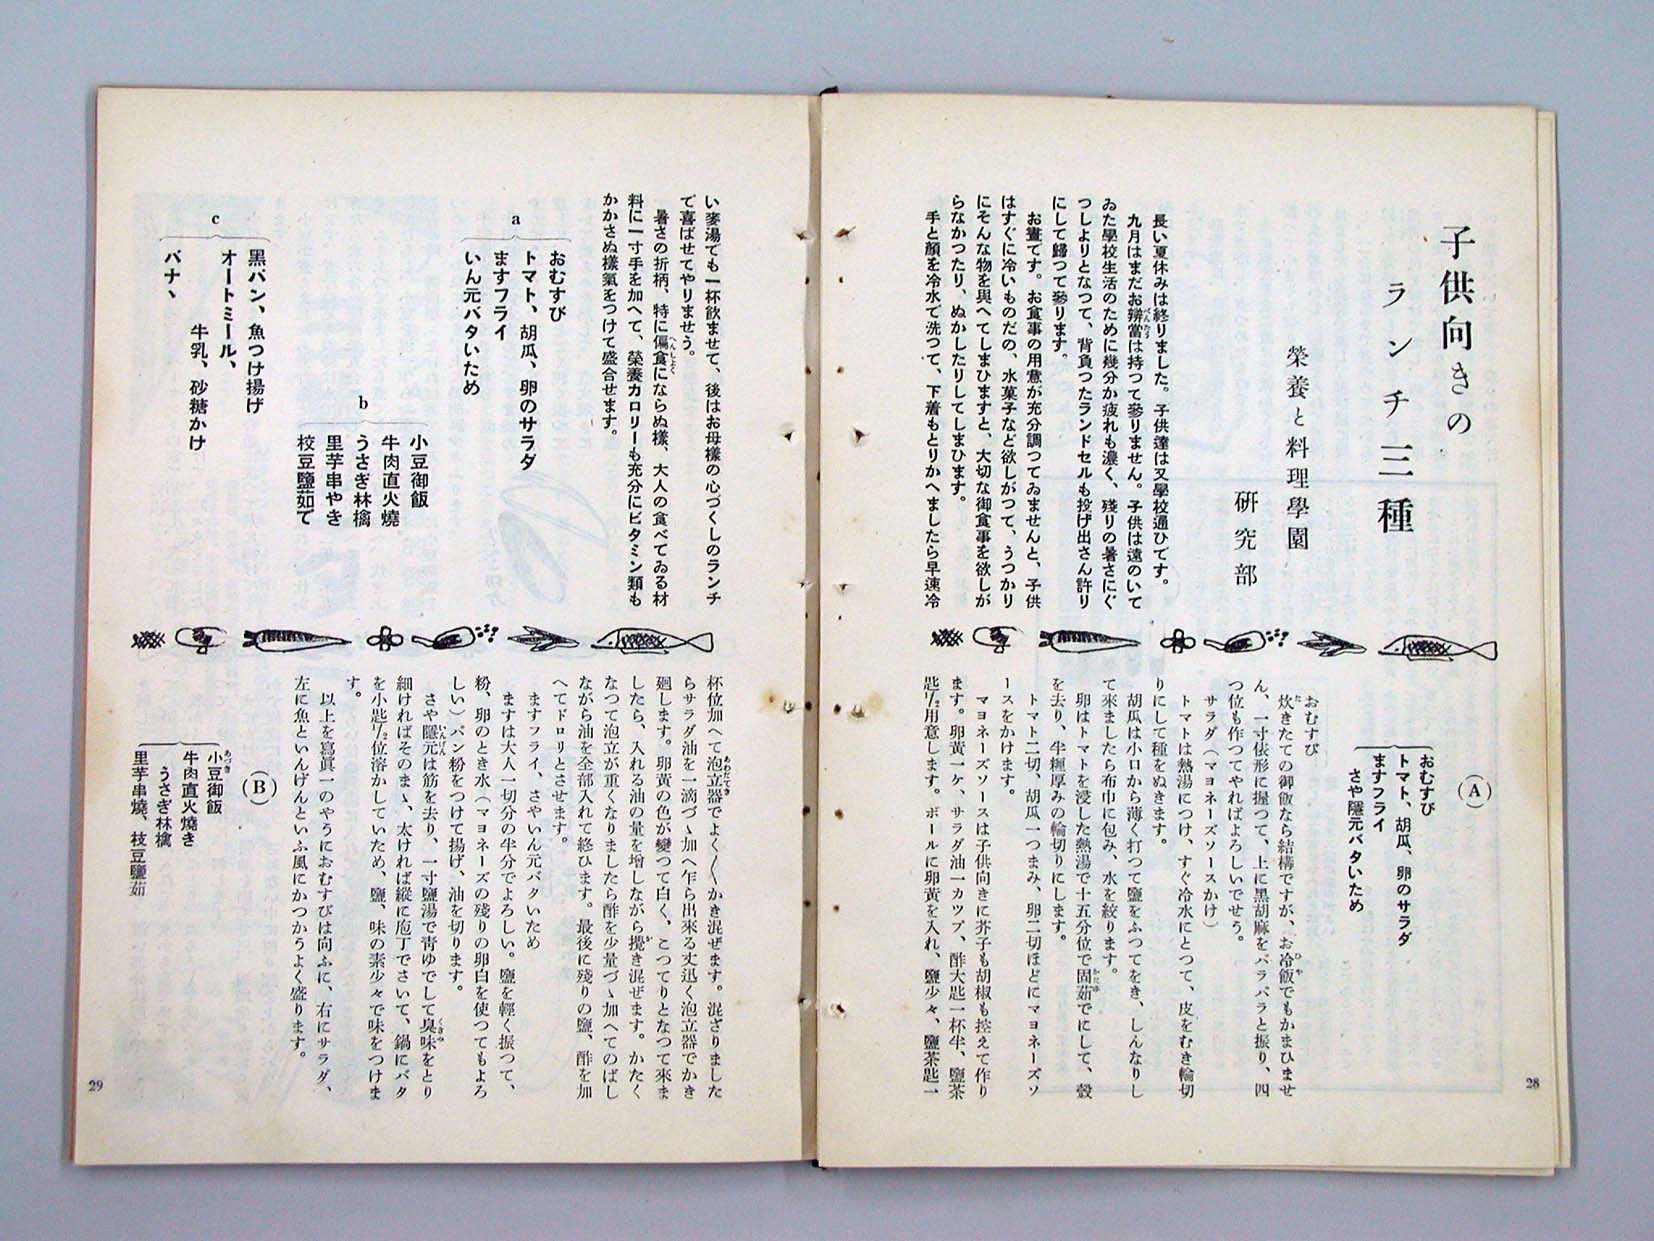 子供向きの
ランチ三種
榮養と料理學園
研究部
長い夏休みは終りました。子供達は又學校通ひです。
九月はまだお辨當は持つて參りません。子供は遠のいて
ゐた學校生活のために幾分か疲れも濃く、殘りの暑さにぐ
つしよりとなつて、背負つたランドセルも投げ出さん許り
にして歸つて參ります。
お晝です。お食事の用意が充分調つてゐませんと、子供
はすぐに冷いものだの、水菓子など欲しがつて、うつかり
にそんな物を與へてしまひますと、大切な御食事を欲しが
らなかつたり、ぬかしたりしてしまひます。
手と顏を冷水で洗つて、下着もとりかへましたら早速冷
(A)
おむすび
トマト、胡瓜、卵のサラダ
ますフライ
さや隱元バタいため
おむすび
炊きたての御飯なら結構ですが、お冷飯でもかまひませ
ん、一寸俵形に握つて、上に黑胡麻をバラバラと振り、四
つ位も作つてやればよろしいでせう。
サラダ(マヨネーズソースかけ)
トマトは熱湯につけ、すぐ冷水にとつて、皮をむき輪切
りにして種をぬきます。
胡瓜は小口から薄く打つて鹽をふつてをき、しんなりし
て來ましたら布巾に包み、水を絞ります。
卵はトマトを浸した熱湯で十五分位で固茹でにして、殼
を去り、半糎厚みの輪切りにします。
トマト二切、胡瓜一つまみ、卵二切ほどにマヨネーズソ
ースをかけます。
マヨネーズソースは子供向きに芥子も胡椒も控えて作り
ます。卵黄一ケ、サラダ油一カツプ、酢大匙一杯半、鹽茶
匙1/2用意します。ボールに卵黄を入れ、鹽少々、鹽茶匙一
28
い麥湯でも一杯飲ませて、後はお母樣の心づくしのランチ
で喜ばせてやりませう。
暑さの折柄、特に偏食にならぬ樣、大人の食べてゐる材
料に一寸手を加へて、榮養カロリーも充分にビタミン類も
かかさぬ樣氣をつけて盛合せます。
a
おむすび
トマト、胡瓜、卵のサラダ
ますフライ
いん元バタいため
b
小豆御飯
牛肉直火燒
うさぎ林檎
里芋串やき
枝豆鹽茹で
c
黑パン、魚つけ揚げ
オートミール、
牛乳、砂糖かけ
バナヽ
杯位加へて泡立器でよく〱かき混ぜます。混ざりました
らサラダ油を一滴づゝ加へ乍ら出來る丈迅く泡立器でかき
廻します。卵黄の色が變つて白く、こつてりとなつて來ま
したら、入れる油の量を增しながら攪き混ぜます。かたく
なつて泡立が重くなりましたら酢を少量づゝ加へてのばし
ながら油を全部入れて終ひます。最後に殘りの鹽、酢を加
へてドロリとさせます。
ますフライ、さやいん元バタいため
ますは大人一切分の半分でよろしい。鹽を輕く振つて、
粉、卵のとき水(マヨネーズの殘りの卵白を使つてもよろ
しい)パン粉をつけて揚げ、油を切ります。
さや隱元は筋を去り、一寸鹽湯で靑ゆでして臭味をとり
細ければそのまゝ、太ければ縱に庖丁でさいて、鍋にバタ
を小匙1/2位溶かしていため、鹽、味の素少々で味をつけま
す。
以上を寫眞一のやうにおむすびは向ふに、右にサラダ、
左に魚といんげんといふ風にかつかうよく盛ります。
(B)
小豆御飯
牛肉直火燒き
うさぎ林檎
里芋串燒、枝豆鹽茹
29